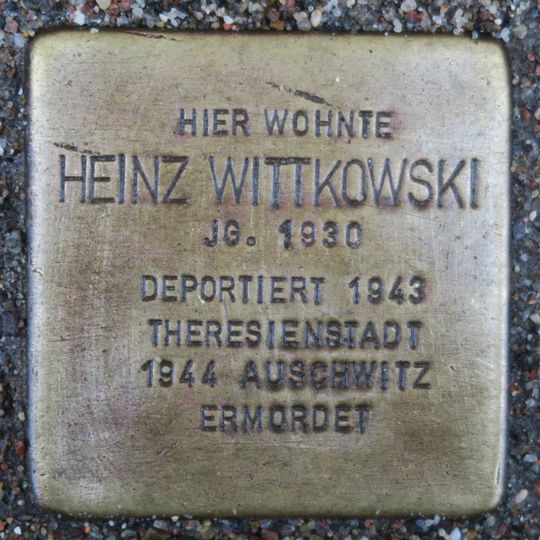 HIER WOHNTE
HEINZ WITTKOWSKI
JG. 1930
DEPORTIERT 1943
THERESIENSTADT
1944 AUSCHWITZ
ERMORDET